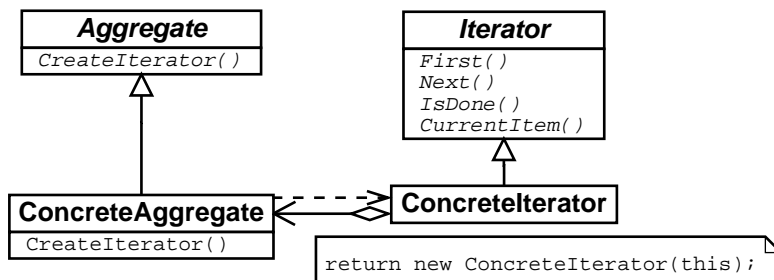 Aggregate
CreateIterator()
Iterator
First()
Next()
IsDone()
CurrentItem()
ConcreteAggregate
CreateIterator()
ConcreteIterator
return new ConcreteIterator(this);